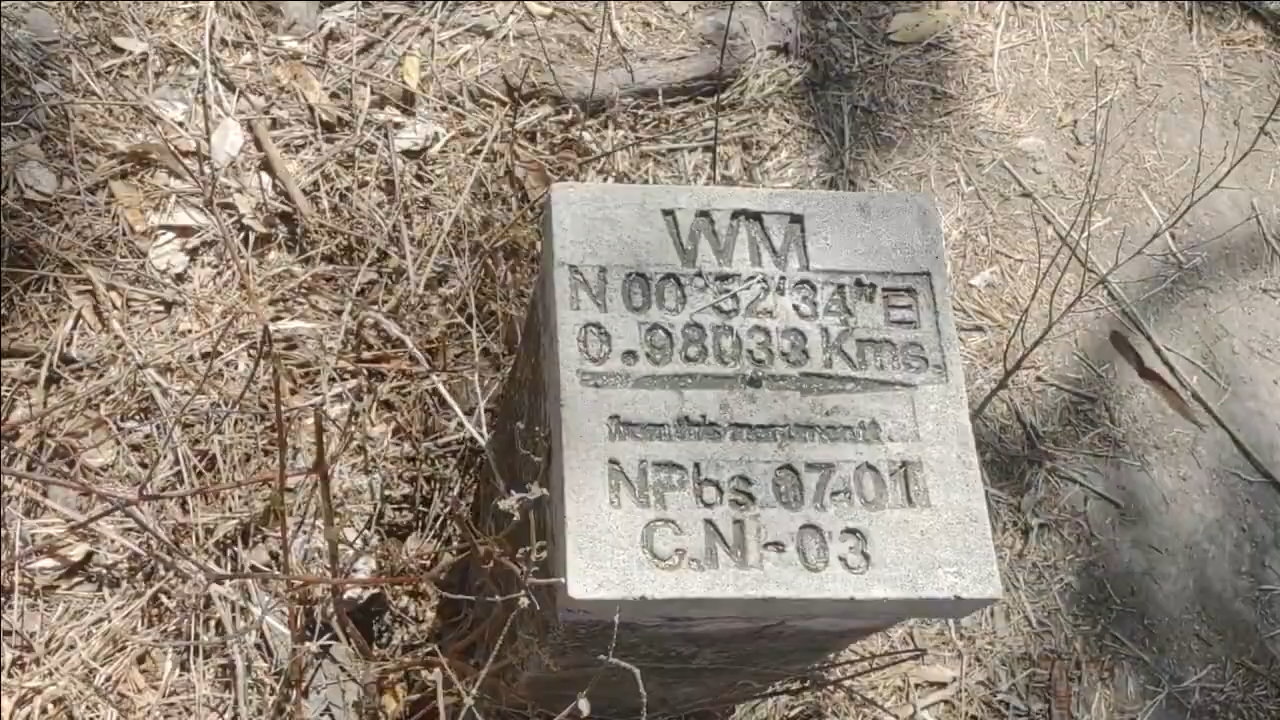 WM
N 00°52'34" E
0.98033 Kms.
from this monument
NPbs 07-01
C.N-03